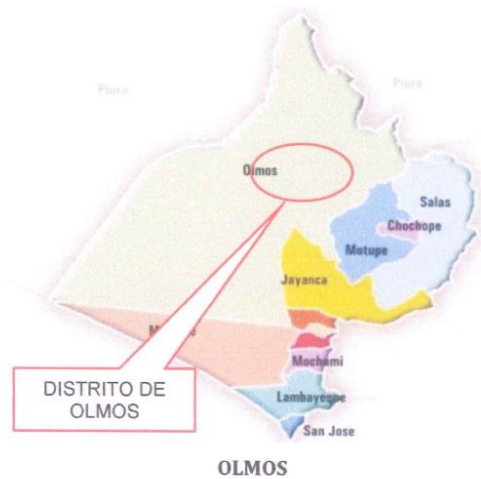 Piura
Piura
Olmos
Salas
Chochope
Motupe
Jayanca
Mochumi
DISTRITO DE
OLMOS
Lambayeque
San Jose
OLMOS